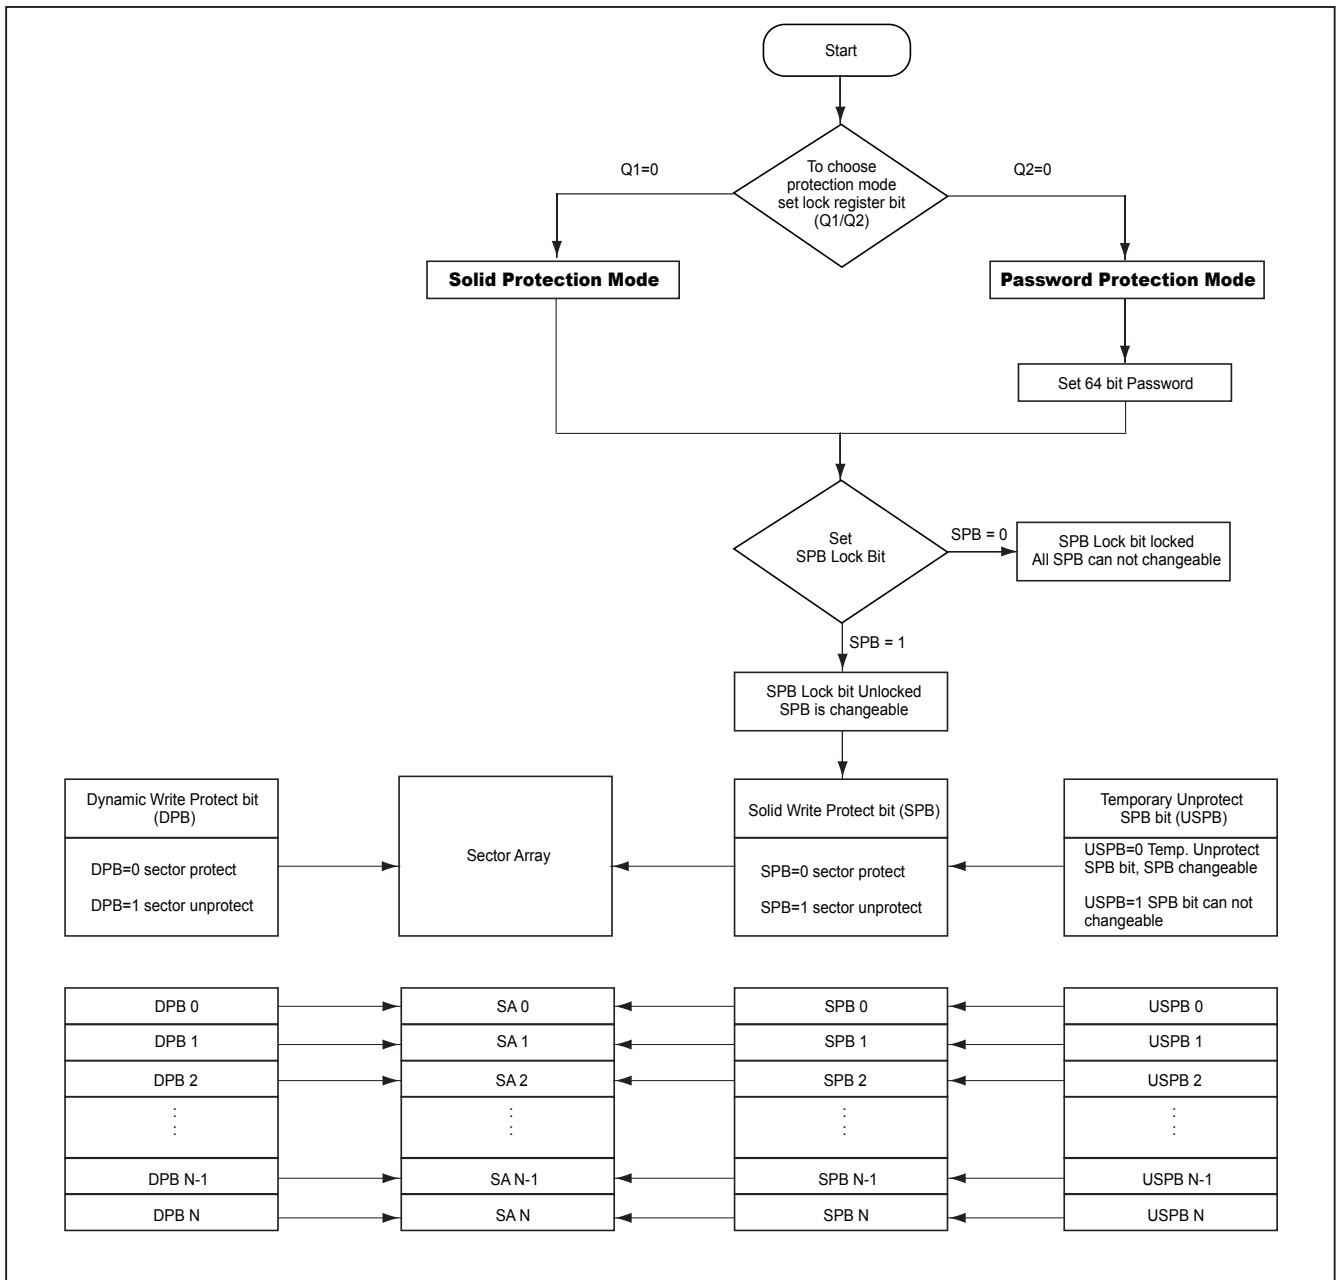 Start
To choose
protection mode
set lock register bit
(Q1/Q2)
Q1=0
Q2=0
Solid Protection Mode
Password Protection Mode
Set 64 bit Password
Set
SPB Lock Bit
SPB = 0
SPB Lock bit locked
All SPB can not changeable
SPB = 1
SPB Lock bit Unlocked
SPB is changeable
Dynamic Write Protect bit
(DPB)
DPB=0 sector protect
DPB=1 sector unprotect
Sector Array
Solid Write Protect bit (SPB)
SPB=0 sector protect
SPB=1 sector unprotect
Temporary Unprotect
SPB bit (USPB)
USPB=0 Temp. Unprotect
SPB bit, SPB changeable
USPB=1 SPB bit can not
changeable
DPB 0
SA 0
SPB 0
USPB 0
DPB 1
SA 1
SPB 1
USPB 1
DPB 2
SA 2
SPB 2
USPB 2
DPB N-1
SA N-1
SPB N-1
USPB N-1
DPB N
SA N
SPB N
USPB N